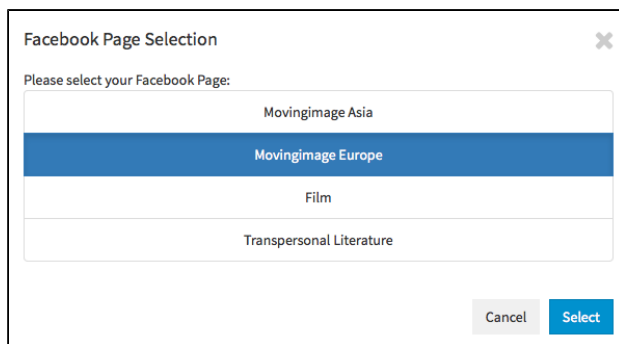 Facebook Page Selection
Please select your Facebook Page:
Movingimage Asia
Movingimage Europe
Film
Transpersonal Literature
Cancel Select